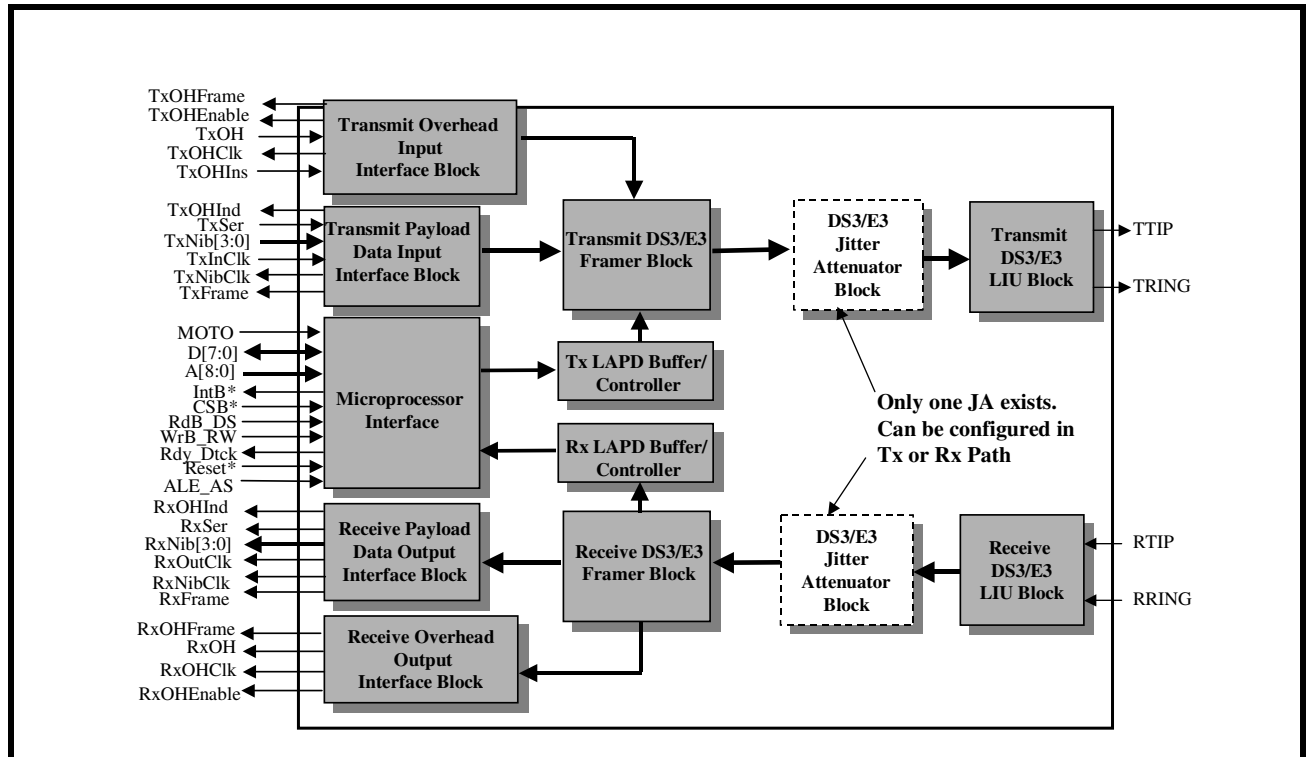 TxOHFrame
TxOHEnable
TxOH
TxOHClk
TxOHIns
Transmit Overhead
Input
Interface Block
TxOHInd
TxSer
TxNib[3:0]
TxInClk
TxNibClk
TxFrame
Transmit Payload
Data Input
Interface Block
Transmit DS3/E3
Framer Block
DS3/E3
Jitter
Attenuator
Block
Transmit
DS3/E3
LIU Block
TTIP
TRING
MOTO
D[7:0]
A[8:0]
IntB*
CSB*
RdB_DS
WrB_RW
Rdy_Dtck
Reset*
ALE_AS
Microprocessor
Interface
Tx LAPD Buffer/
Controller
Rx LAPD Buffer/
Controller
Only one JA exists.
Can be configured in
Tx or Rx Path
RxOHInd
RxSer
RxNib[3:0]
RxOutClk
RxNibClk
RxFrame
Receive Payload
Data Output
Interface Block
Receive DS3/E3
Framer Block
DS3/E3
Jitter
Attenuator
Block
Receive
DS3/E3
LIU Block
RTIP
RRING
RxOHFrame
RxOH
RxOHClk
RxOHEnable
Receive Overhead
Output
Interface Block